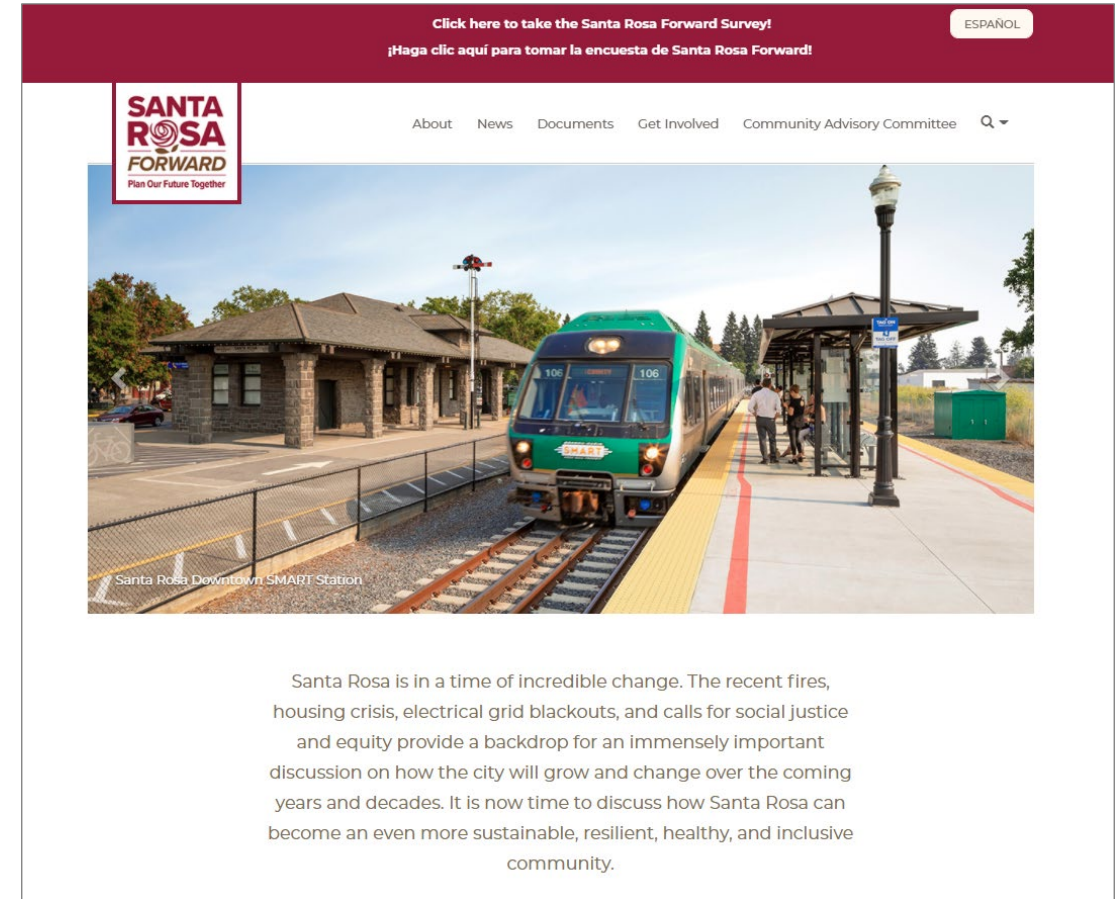 Click here to take the Santa Rosa Forward Survey!
ESPAÑOL
¡Haga clic aquí para tomar la encuesta de Santa Rosa Forward!
SANTA
ROSA
FORWARD
Plan Our Future Together
About News Documents Get Involved Community Advisory Committee
106
106
SMART
Santa Rosa Downtown SMART Station
Santa Rosa is in a time of incredible change. The recent fires,
housing crisis, electrical grid blackouts, and calls for social justice
and equity provide a backdrop for an immensely important
discussion on how the city will grow and change over the coming
years and decades. It is now time to discuss how Santa Rosa can
become an even more sustainable, resilient, healthy, and inclusive
community.